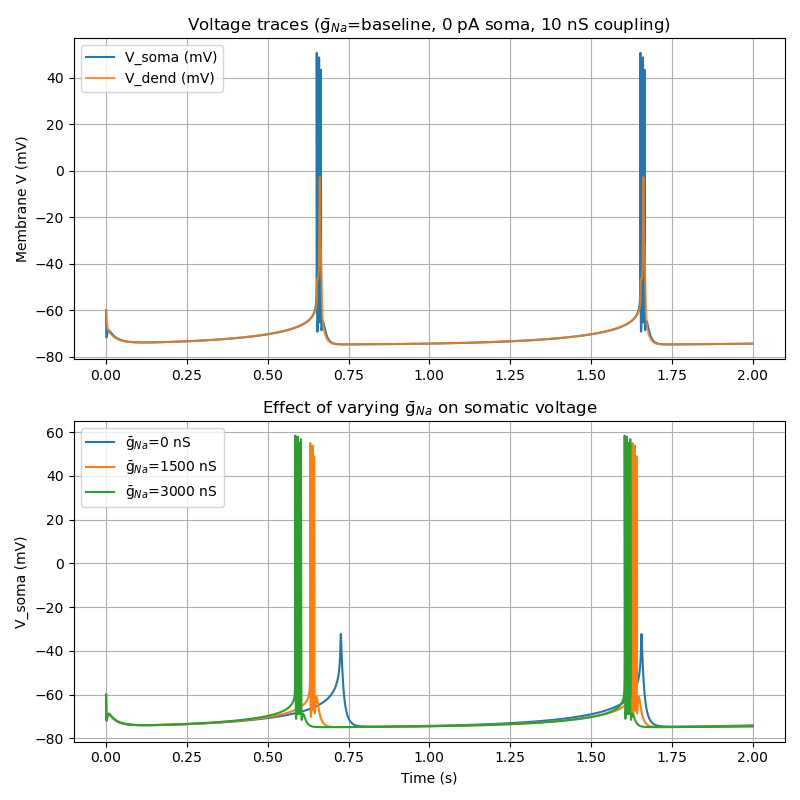 Voltage traces (ḡNa=baseline, 0 pA soma, 10 nS coupling)
V_soma (mV)
V_dend (mV)
Membrane V (mV)
40
20
0
−20
−40
−60
−80
0.00 0.25 0.50 0.75 1.00 1.25 1.50 1.75 2.00
Effect of varying ḡNa on somatic voltage
ḡNa=0 nS
ḡNa=1500 nS
ḡNa=3000 nS
V_soma (mV)
60
40
20
0
−20
−40
−60
−80
0.00 0.25 0.50 0.75 1.00 1.25 1.50 1.75 2.00
Time (s)